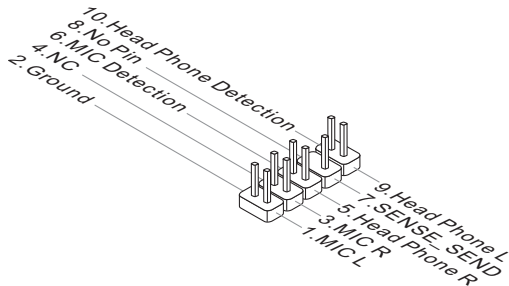 10.Head Phone Detection
8.No Pin
6.MIC Detection
4.NC
2.Ground
9.Head Phone L
7.SENSE_SEND
5.Head Phone R
3.MIC R
1.MIC L